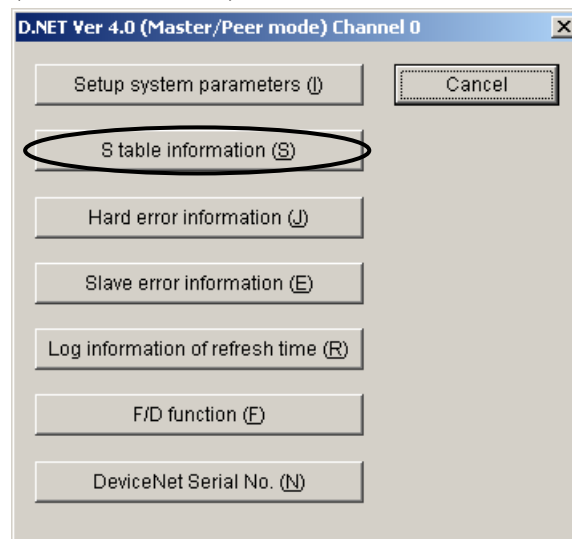 D.NET Ver 4.0 (Master/Peer mode) Channel 0
Setup system parameters (I)
Cancel
S table information (S)
Hard error information (J)
Slave error information (E)
Log information of refresh time (R)
F/D function (F)
DeviceNet Serial No. (N)